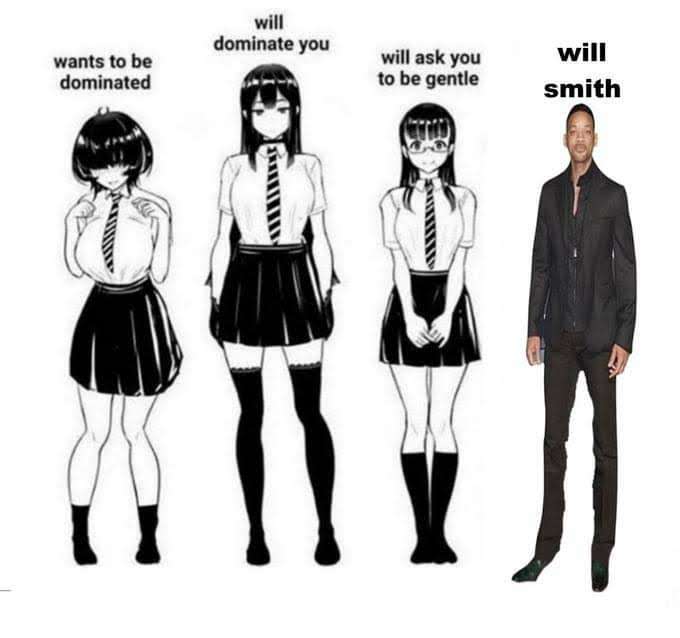 wants to be
dominated
will
dominate you
will ask you
to be gentle
will
smith